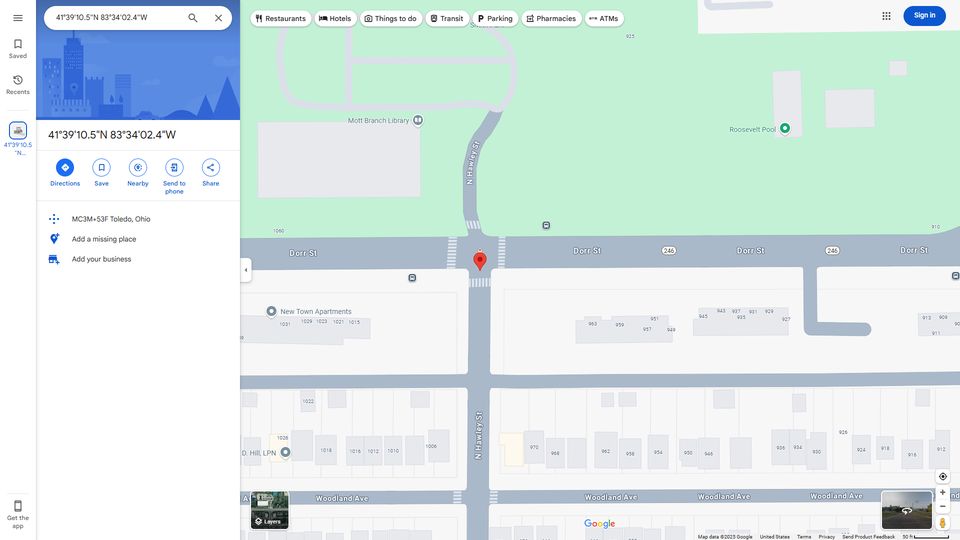 41°39'10.5"N 83°34'02.4"W
Restaurants
Hotels
Things to do
Transit
Parking
Pharmacies
ATMs
Sign in
Saved
Recents
41°39'10.5
"N...
41°39'10.5"N 83°34'02.4"W
Directions
Save
Nearby
Send to
phone
Share
MC3M+53F Toledo, Ohio
Add a missing place
Add your business
Get the
app
925
Mott Branch Library
Roosevelt Pool
N Hawley St
1060
910
Dorr St
Dorr St
246
Dorr St
246
Dorr St
New Town Apartments
1031
1029
1023
1021
1015
963
959
951
957
949
945
943
937
935
931
929
927
913
909
911
1022
1026
D. Hill, LPN
1018
1016
1012
1010
1006
N Hawley St
970
968
962
958
954
950
946
940
936
934
930
926
924
918
916
912
Woodland Ave
Woodland Ave
Woodland Ave
Woodland Ave
Layers
Google
Map data ©2025 Google
United States
Terms
Privacy
Send Product Feedback
50 ft